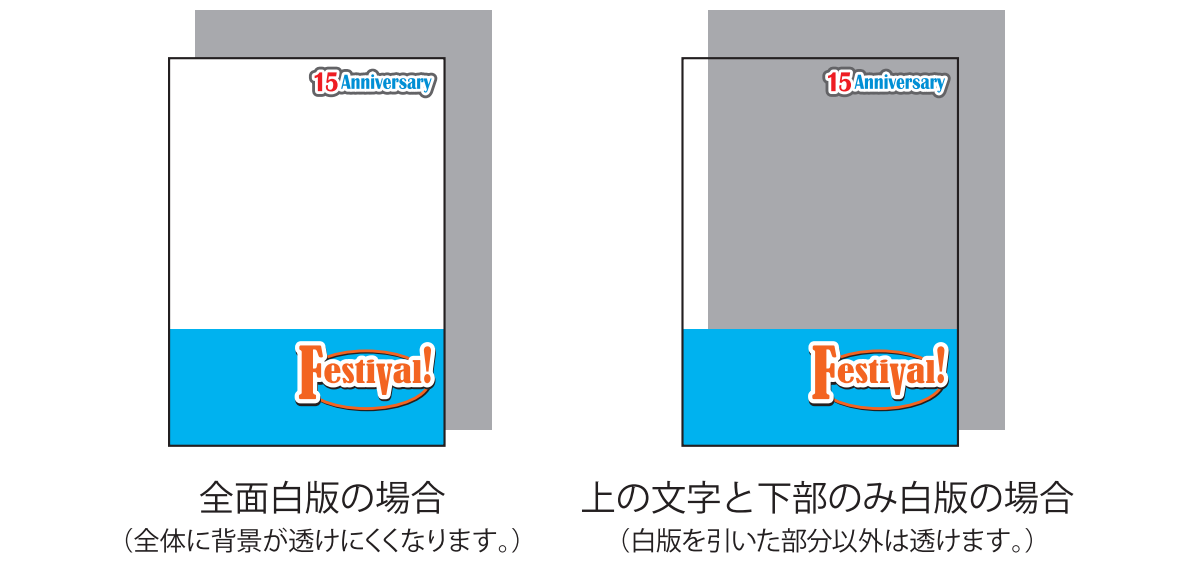 15 Anniversary
Festival!
全面白版の場合
（全体に背景が透けにくくなります。）
15 Anniversary
Festival!
上の文字と下部のみ白版の場合
（白版を引いた部分以外は透けます。）